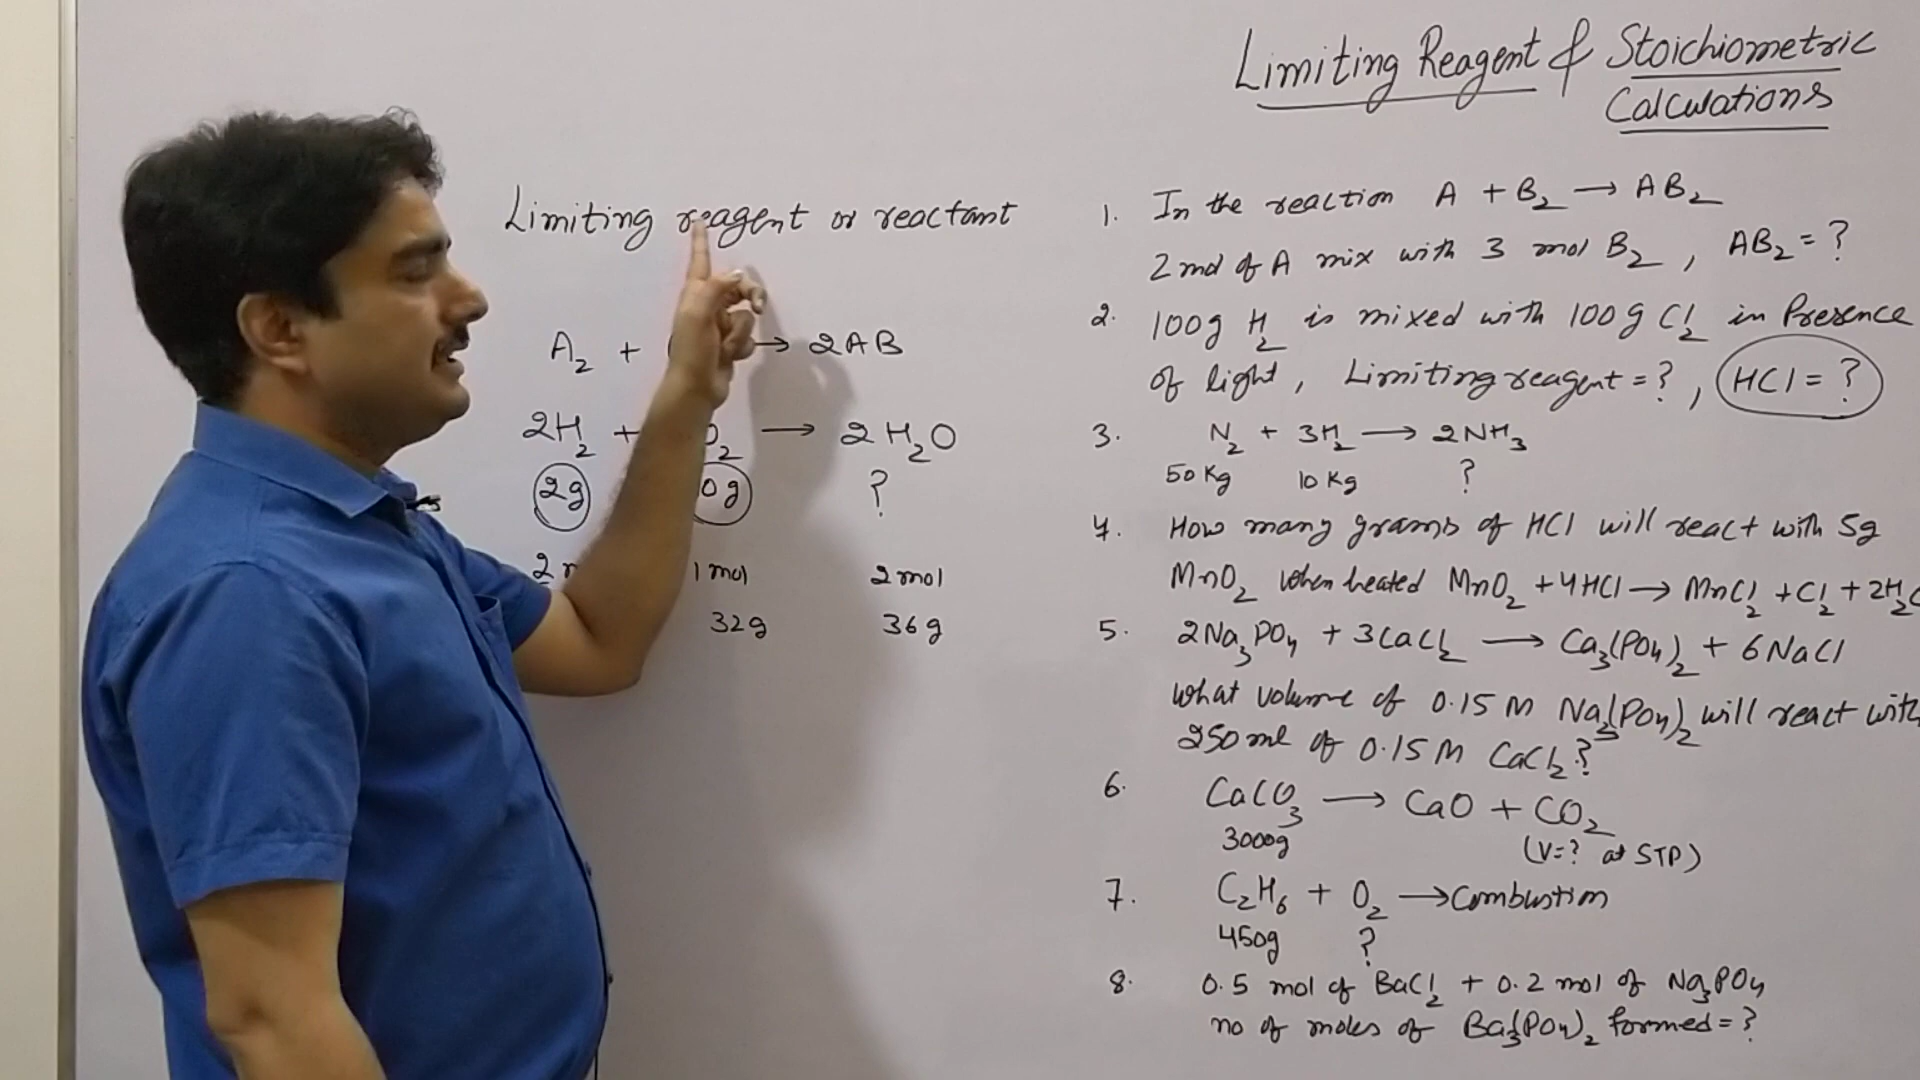 Limiting Reagent & Stoichiometric
Calculations
Limiting reagent or reactant
A₂ + → 2AB
2H₂ + O₂ → 2H₂O
2g 0g ?
2 1 mol 2 mol
32g 36g
1. In the reaction A + B₂ → AB₂
2 mol of A mix with 3 mol B₂, AB₂ = ?
2. 100g H₂ is mixed with 100g Cl₂ in Presence
of light, Limiting reagent = ?, HCl = ?
3. N₂ + 3H₂ → 2NH₃
50 Kg 10 Kg ?
4. How many grams of HCl will react with 5g
MnO₂ when heated MnO₂ + 4HCl → MnCl₂ + Cl₂ + 2H₂O
5. 2Na₃PO₄ + 3CaCl₂ → Ca₃(PO₄)₂ + 6NaCl
what volume of 0.15 M Na₃(PO₄)₂ will react with
250 ml of 0.15 M CaCl₂?
6. CaCO₃ → CaO + CO₂
3000g (V=? at STP)
7. C₂H₆ + O₂ → Combustion
450g ?
8. 0.5 mol of BaCl₂ + 0.2 mol of Na₃PO₄
no of moles of Ba₃(PO₄)₂ formed = ?